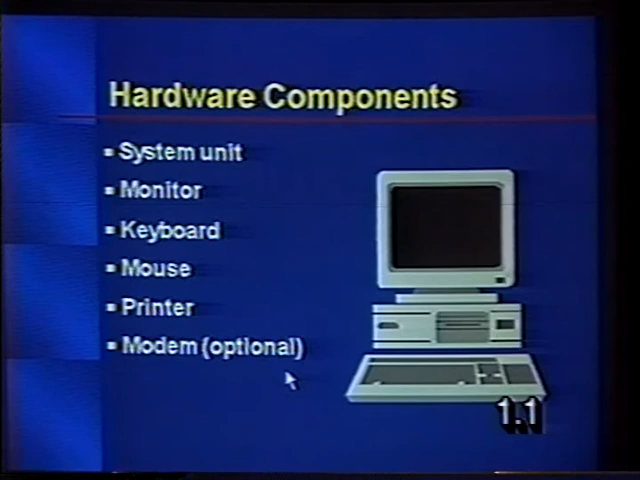 Hardware Components
▪ System unit
▪ Monitor
▪ Keyboard
▪ Mouse
▪ Printer
▪ Modem (optional)
1.1